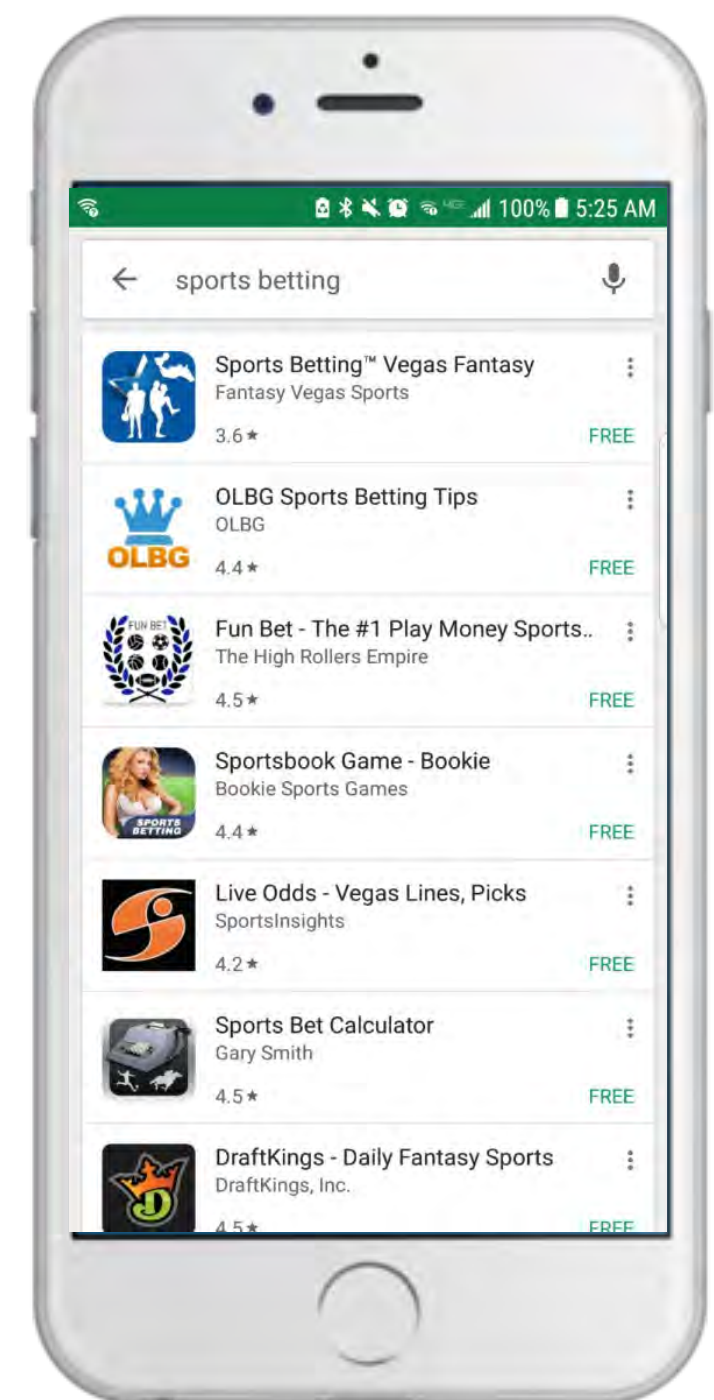 100% 5:25 AM
sports betting
Sports Betting™ Vegas Fantasy
Fantasy Vegas Sports
3.6★
FREE
OLBG Sports Betting Tips
OLBG
OLBG
4.4★
FREE
FUN BET
Fun Bet - The #1 Play Money Sports..
The High Rollers Empire
4.5★
FREE
Sportsbook Game - Bookie
Bookie Sports Games
SPORTS
BETTING
4.4★
FREE
Live Odds - Vegas Lines, Picks
SportsInsights
4.2★
FREE
Sports Bet Calculator
Gary Smith
4.5★
FREE
DraftKings - Daily Fantasy Sports
DraftKings, Inc.
D
4.5★
FREE